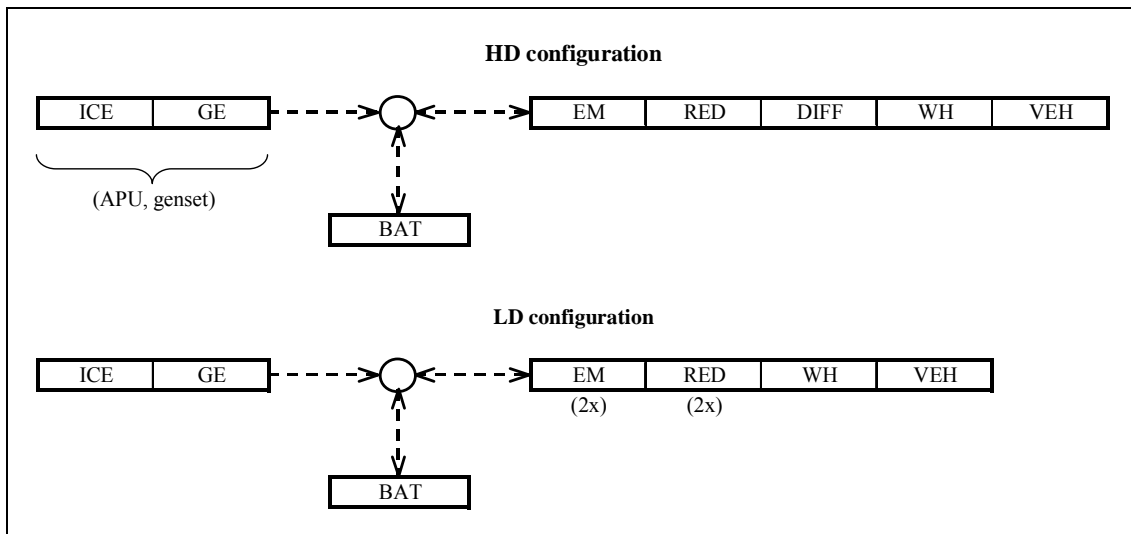 HD configuration
ICE GE EM RED DIFF WH VEH
(APU, genset)
BAT
LD configuration
ICE GE EM RED WH VEH
(2x) (2x)
BAT